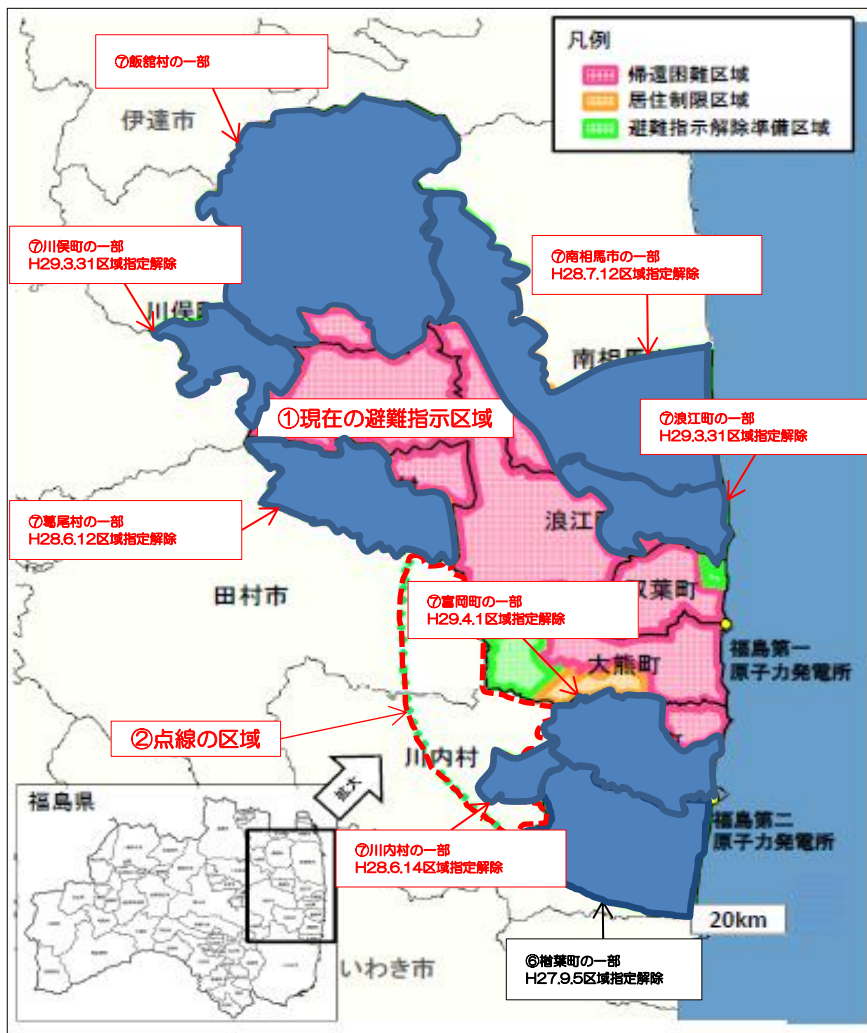 ⑦飯舘村の一部
凡例
帰還困難区域
居住制限区域
避難指示解除準備区域
伊達市
⑦川俣町の一部
H29.3.31区域指定解除
⑦南相馬市の一部
H28.7.12区域指定解除
川俣
南相馬
①現在の避難指示区域
⑦浪江町の一部
H29.3.31区域指定解除
⑦葛尾村の一部
H28.6.12区域指定解除
浪江
田村市
双葉町
⑦富岡町の一部
H29.4.1区域指定解除
福島第一
原子力発電所
大熊町
②点線の区域
川内村
拡大
福島県
福島第二
原子力発電所
⑦川内村の一部
H28.6.14区域指定解除
20km
⑥楢葉町の一部
H27.9.5区域指定解除
いわき市